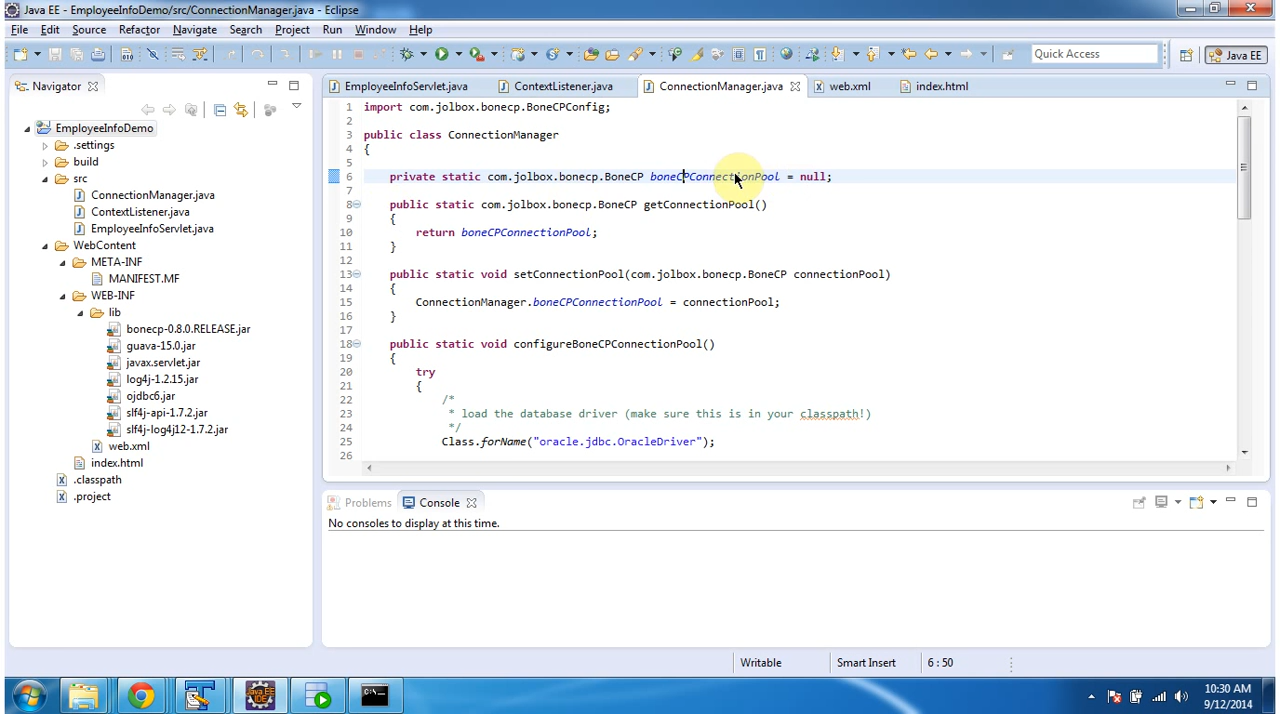 Java EE - EmployeeInfoDemo/src/ConnectionManager.java - Eclipse
File Edit Source Refactor Navigate Search Project Run Window Help
Quick Access Java EE
Navigator
EmployeeInfoDemo
.settings
build
src
ConnectionManager.java
ContextListener.java
EmployeeInfoServlet.java
WebContent
META-INF
MANIFEST.MF
WEB-INF
lib
bonecp-0.8.0.RELEASE.jar
guava-15.0.jar
javax.servlet.jar
log4j-1.2.15.jar
ojdbc6.jar
slf4j-api-1.7.2.jar
slf4j-log4j12-1.7.2.jar
web.xml
index.html
.classpath
.project
EmployeeInfoServlet.java ContextListener.java ConnectionManager.java web.xml index.html
1 import com.jolbox.bonecp.BoneCPConfig;
2
3 public class ConnectionManager
4 {
5
6 private static com.jolbox.bonecp.BoneCP boneCPConnectionPool = null;
7
8 public static com.jolbox.bonecp.BoneCP getConnectionPool()
9 {
10 return boneCPConnectionPool;
11 }
12
13 public static void setConnectionPool(com.jolbox.bonecp.BoneCP connectionPool)
14 {
15 ConnectionManager.boneCPConnectionPool = connectionPool;
16 }
17
18 public static void configureBoneCPConnectionPool()
19 {
20 try
21 {
22 /*
23 * load the database driver (make sure this is in your classpath!)
24 */
25 Class.forName("oracle.jdbc.OracleDriver");
26
Problems Console
No consoles to display at this time.
Writable Smart Insert 6 : 50
Java EE IDE
10:30 AM
9/12/2014